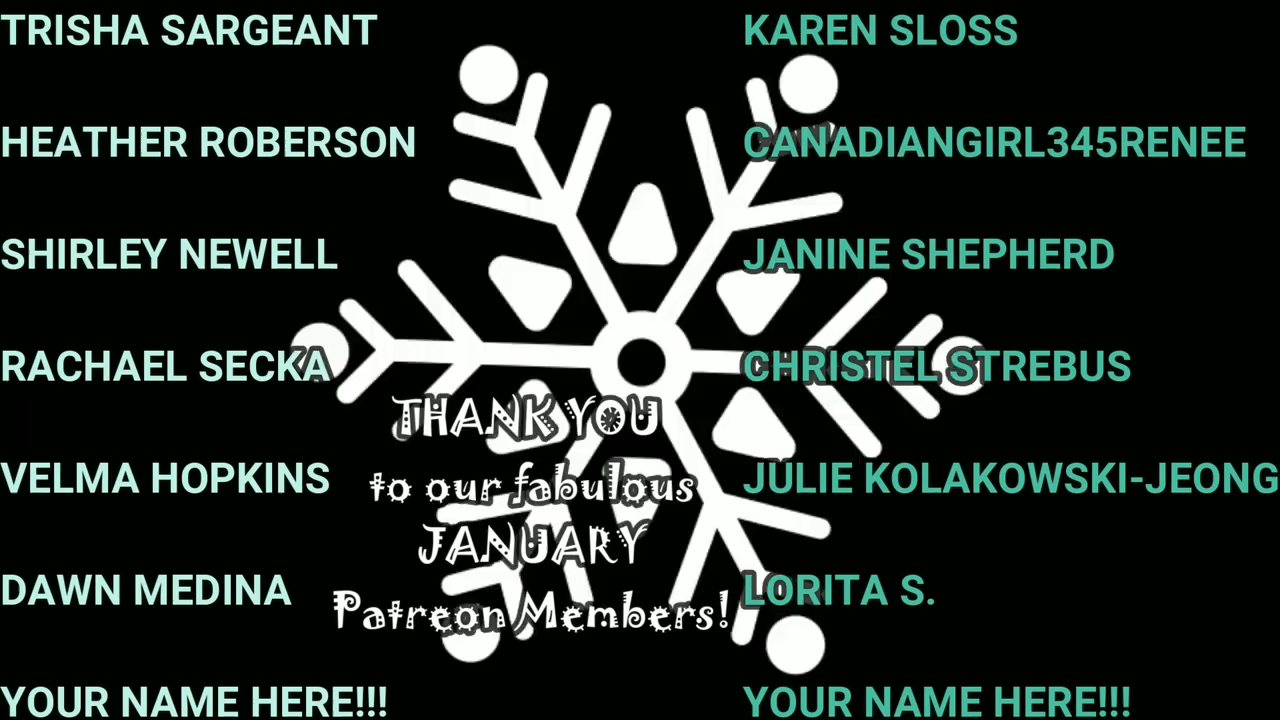 TRISHA SARGEANT
HEATHER ROBERSON
SHIRLEY NEWELL
RACHAEL SECKA
VELMA HOPKINS
DAWN MEDINA
YOUR NAME HERE!!!
THANK YOU
to our fabulous
JANUARY
Patreon Members!
KAREN SLOSS
CANADIANGIRL345RENEE
JANINE SHEPHERD
CHRISTEL STREBUS
JULIE KOLAKOWSKI-JEONG
LORITA S.
YOUR NAME HERE!!!